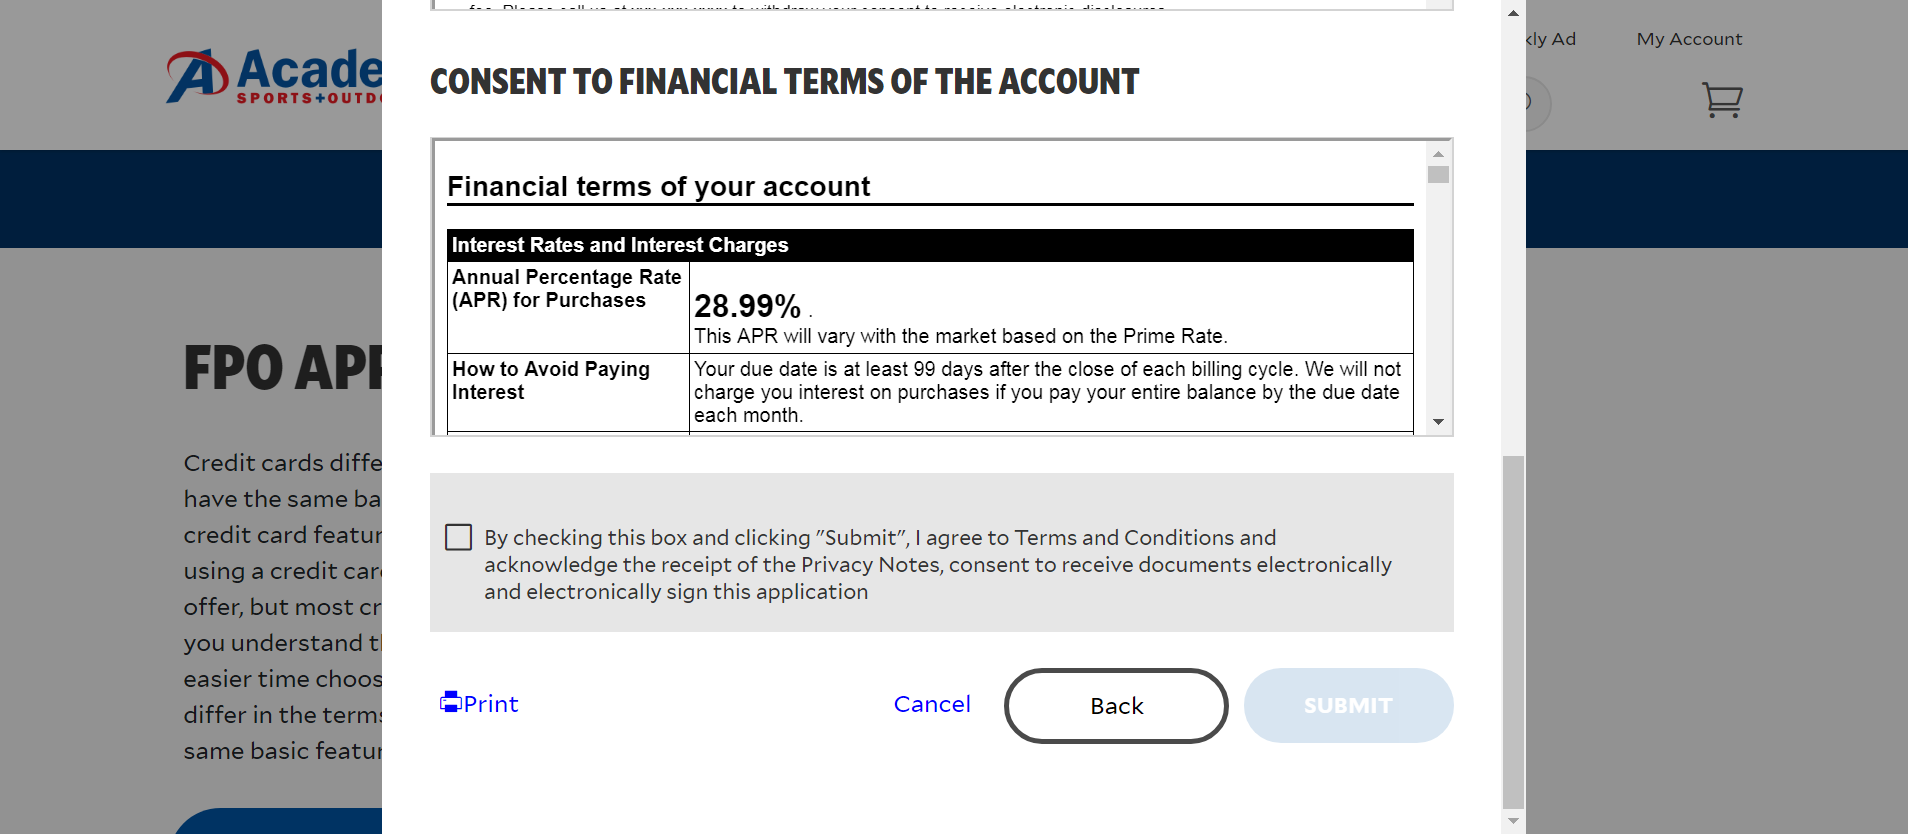 Acade
SPORTS+OUTD
kly Ad
My Account
CONSENT TO FINANCIAL TERMS OF THE ACCOUNT
Financial terms of your account
Interest Rates and Interest Charges
Annual Percentage Rate
(APR) for Purchases
28.99% .
This APR will vary with the market based on the Prime Rate.
How to Avoid Paying
Interest
Your due date is at least 99 days after the close of each billing cycle. We will not
charge you interest on purchases if you pay your entire balance by the due date
each month.
By checking this box and clicking "Submit", I agree to Terms and Conditions and
acknowledge the receipt of the Privacy Notes, consent to receive documents electronically
and electronically sign this application
Print
Cancel
Back
SUBMIT
FPO AP
Credit cards diffe
have the same ba
credit card featur
using a credit car
offer, but most cr
you understand t
easier time choos
differ in the terms
same basic featur